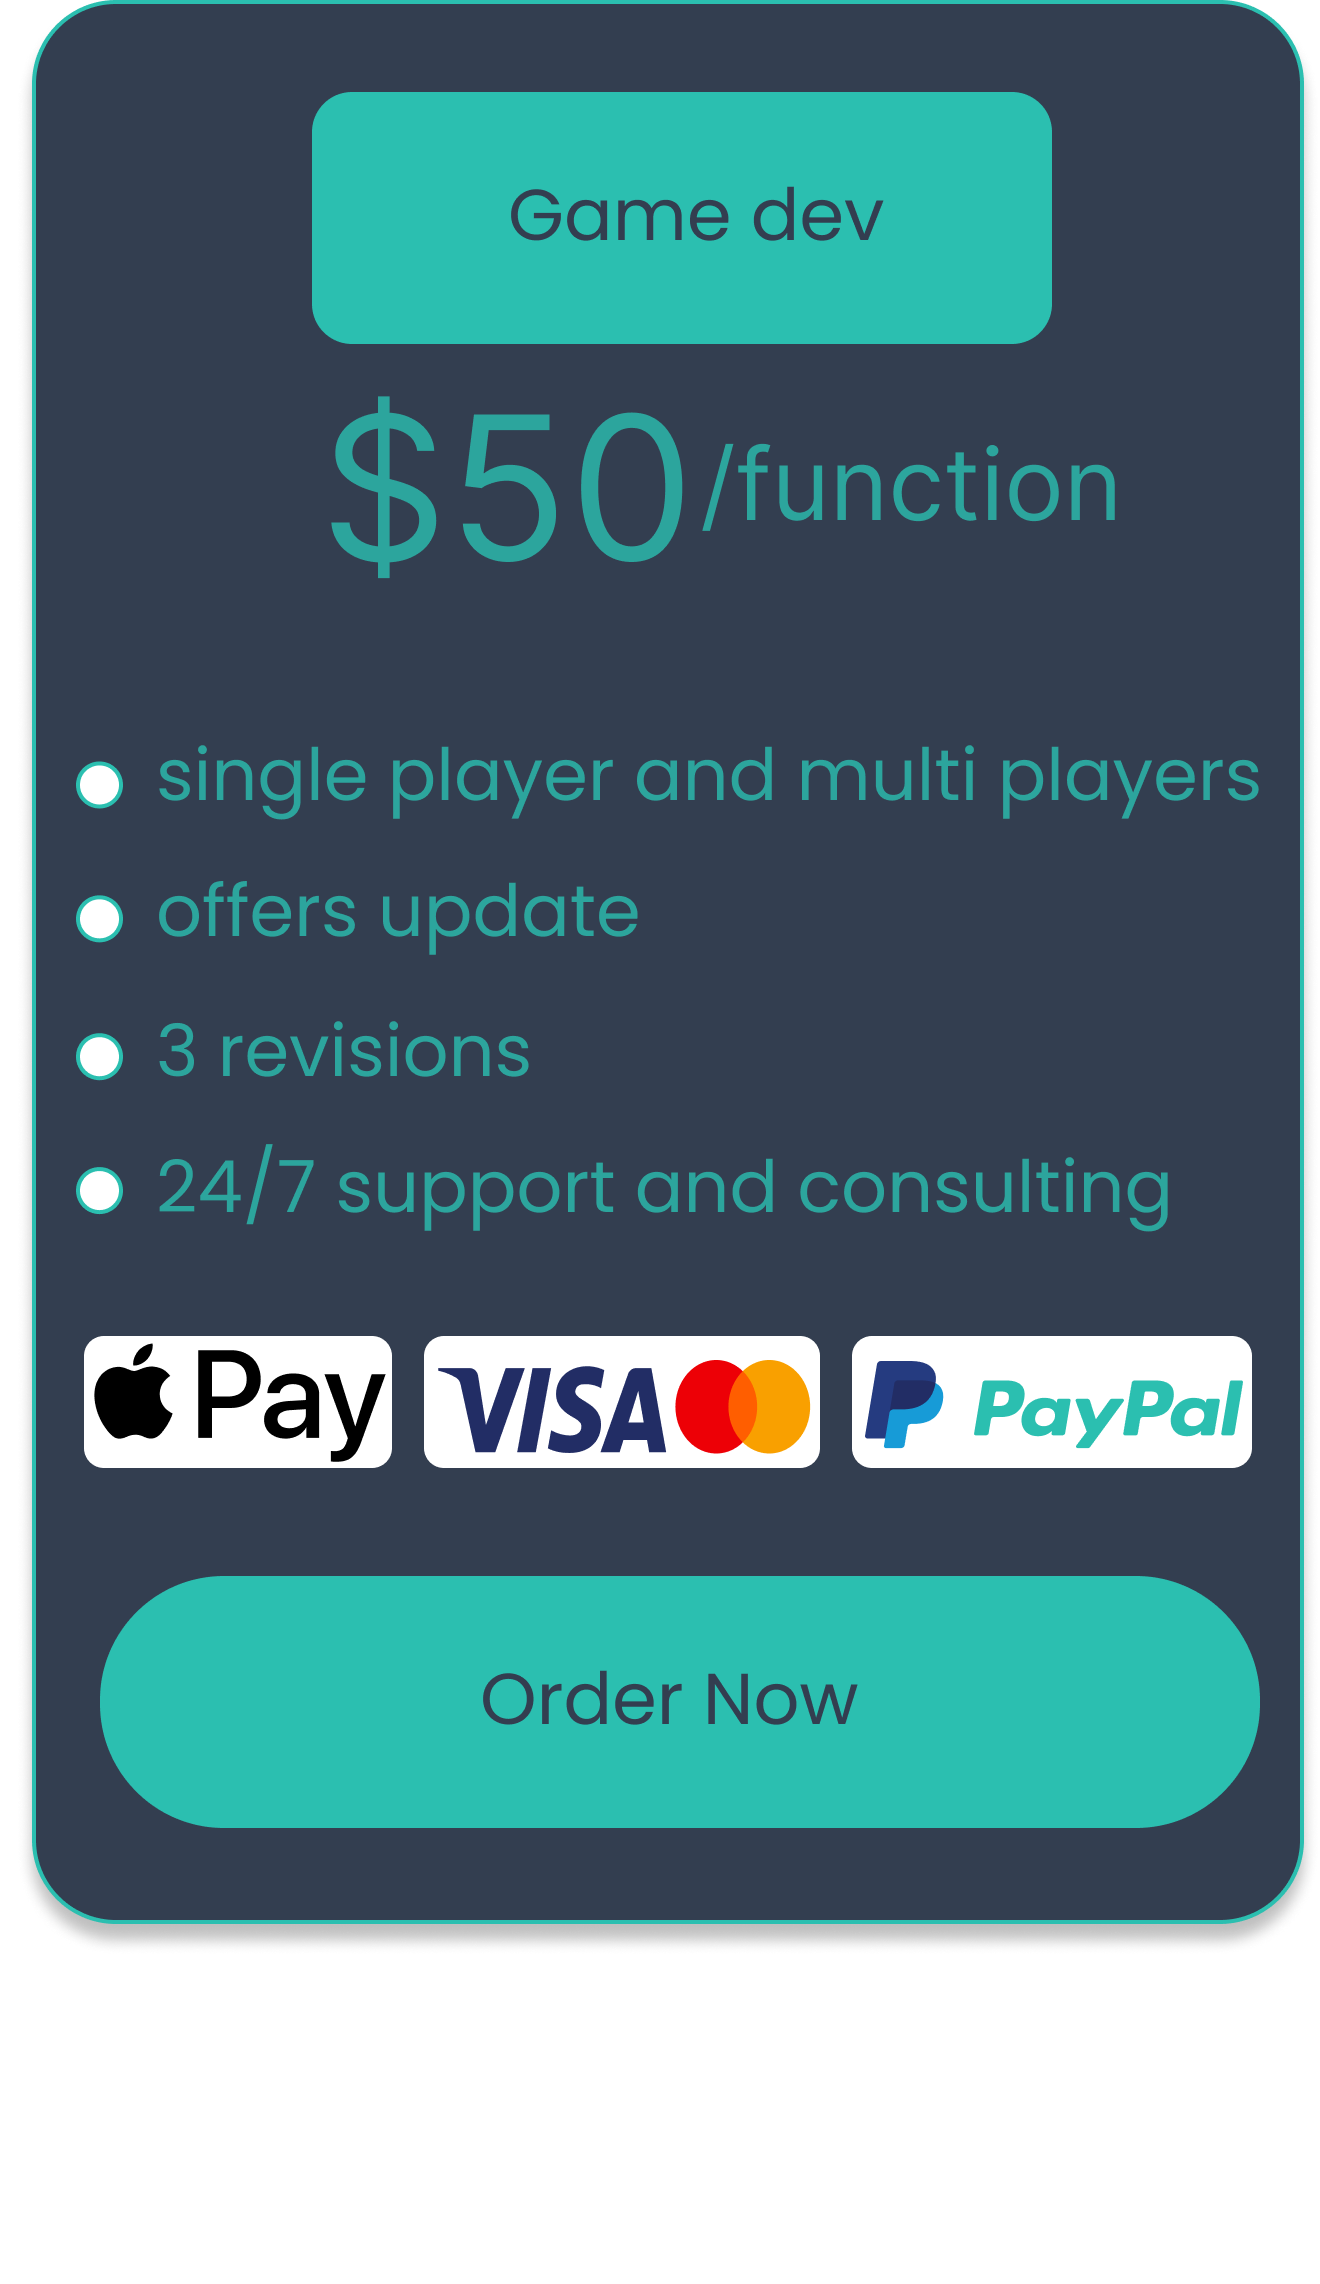 Game dev
$50/function
single player and multi players
offers update
3 revisions
24/7 support and consulting
Pay VISA PayPal
Order Now